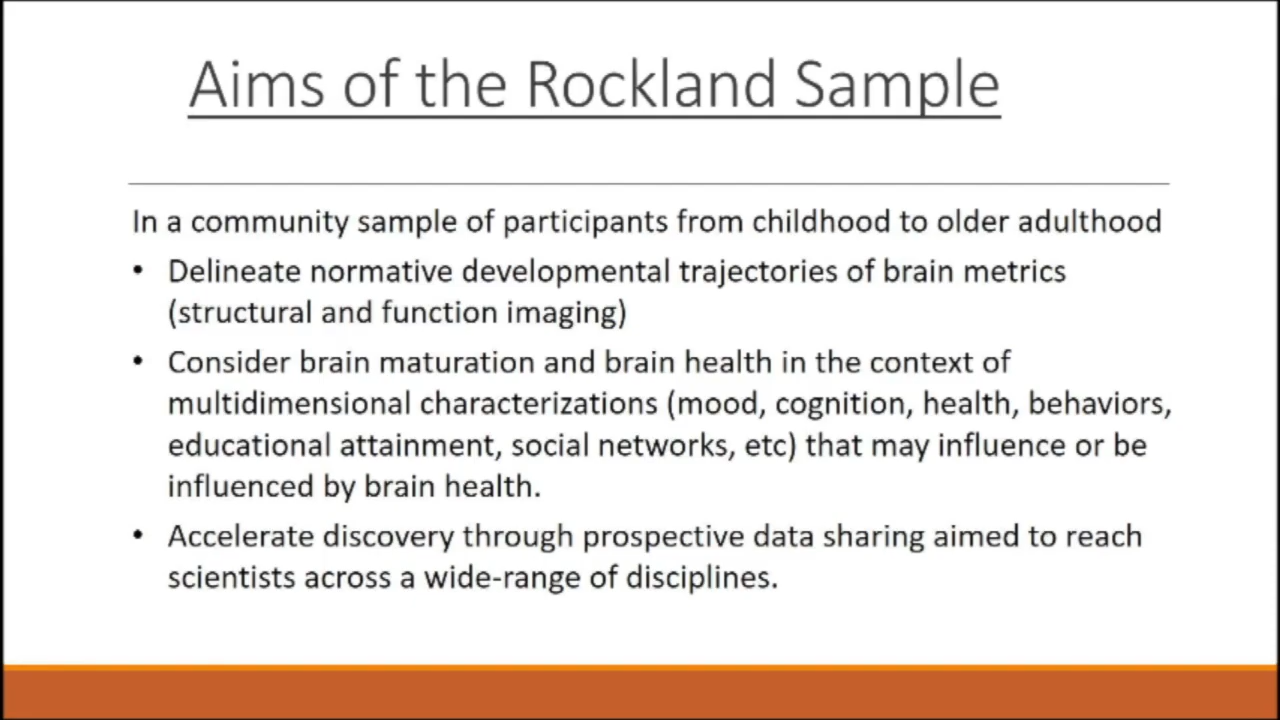 Aims of the Rockland Sample
In a community sample of participants from childhood to older adulthood
• Delineate normative developmental trajectories of brain metrics
(structural and function imaging)
• Consider brain maturation and brain health in the context of
multidimensional characterizations (mood, cognition, health, behaviors,
educational attainment, social networks, etc) that may influence or be
influenced by brain health.
• Accelerate discovery through prospective data sharing aimed to reach
scientists across a wide-range of disciplines.